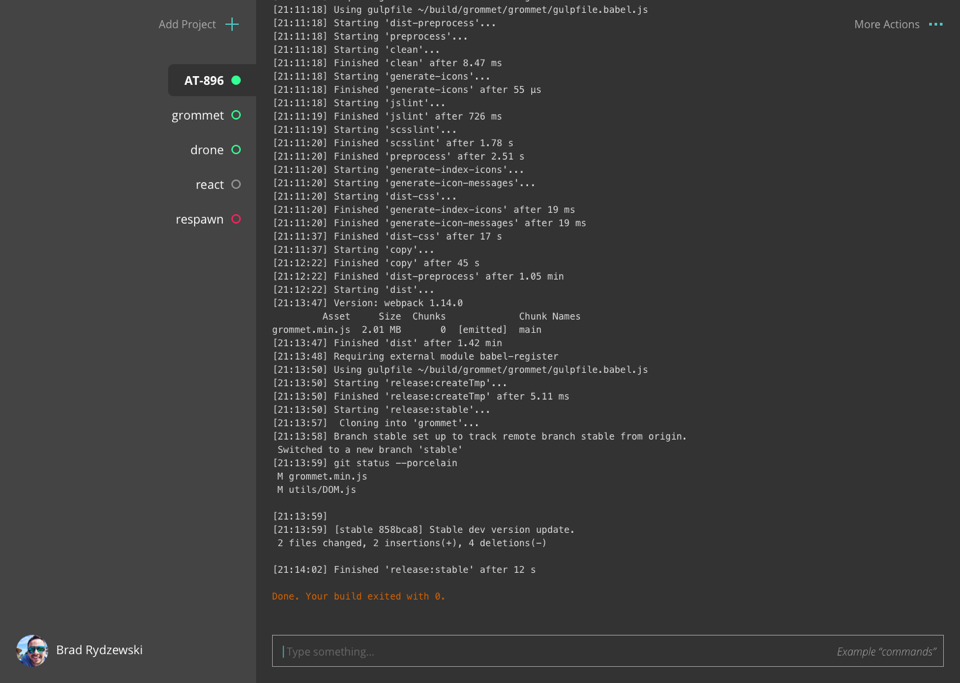 Add Project
AT-896
grommet
drone
react
respawn
Brad Rydzewski
More Actions
[21:11:18] Using gulpfile ~/build/grommet/grommet/gulpfile.babel.js
[21:11:18] Starting 'dist-preprocess'...
[21:11:18] Starting 'preprocess'...
[21:11:18] Starting 'clean'...
[21:11:18] Finished 'clean' after 8.47 ms
[21:11:18] Starting 'generate-icons'...
[21:11:18] Finished 'generate-icons' after 55 μs
[21:11:18] Starting 'jslint'...
[21:11:19] Finished 'jslint' after 726 ms
[21:11:19] Starting 'scsslint'...
[21:11:20] Finished 'scsslint' after 1.78 s
[21:11:20] Finished 'preprocess' after 2.51 s
[21:11:20] Starting 'generate-index-icons'...
[21:11:20] Starting 'generate-icon-messages'...
[21:11:20] Starting 'dist-css'...
[21:11:20] Finished 'generate-index-icons' after 19 ms
[21:11:20] Finished 'generate-icon-messages' after 19 ms
[21:11:37] Finished 'dist-css' after 17 s
[21:11:37] Starting 'copy'...
[21:12:22] Finished 'copy' after 45 s
[21:12:22] Finished 'dist-preprocess' after 1.05 min
[21:12:22] Starting 'dist'...
[21:13:47] Version: webpack 1.14.0
Asset Size Chunks Chunk Names
grommet.min.js 2.01 MB 0 [emitted] main
[21:13:47] Finished 'dist' after 1.42 min
[21:13:48] Requiring external module babel-register
[21:13:50] Using gulpfile ~/build/grommet/grommet/gulpfile.babel.js
[21:13:50] Starting 'release:createTmp'...
[21:13:50] Finished 'release:createTmp' after 5.11 ms
[21:13:50] Starting 'release:stable'...
[21:13:57] Cloning into 'grommet'...
[21:13:58] Branch stable set up to track remote branch stable from origin.
Switched to a new branch 'stable'
[21:13:59] git status --porcelain
M grommet.min.js
M utils/DOM.js
[21:13:59]
[21:13:59] [stable 858bca8] Stable dev version update.
2 files changed, 2 insertions(+), 4 deletions(-)
[21:14:02] Finished 'release:stable' after 12 s
Done. Your build exited with 0.
Type something...
Example “commands”